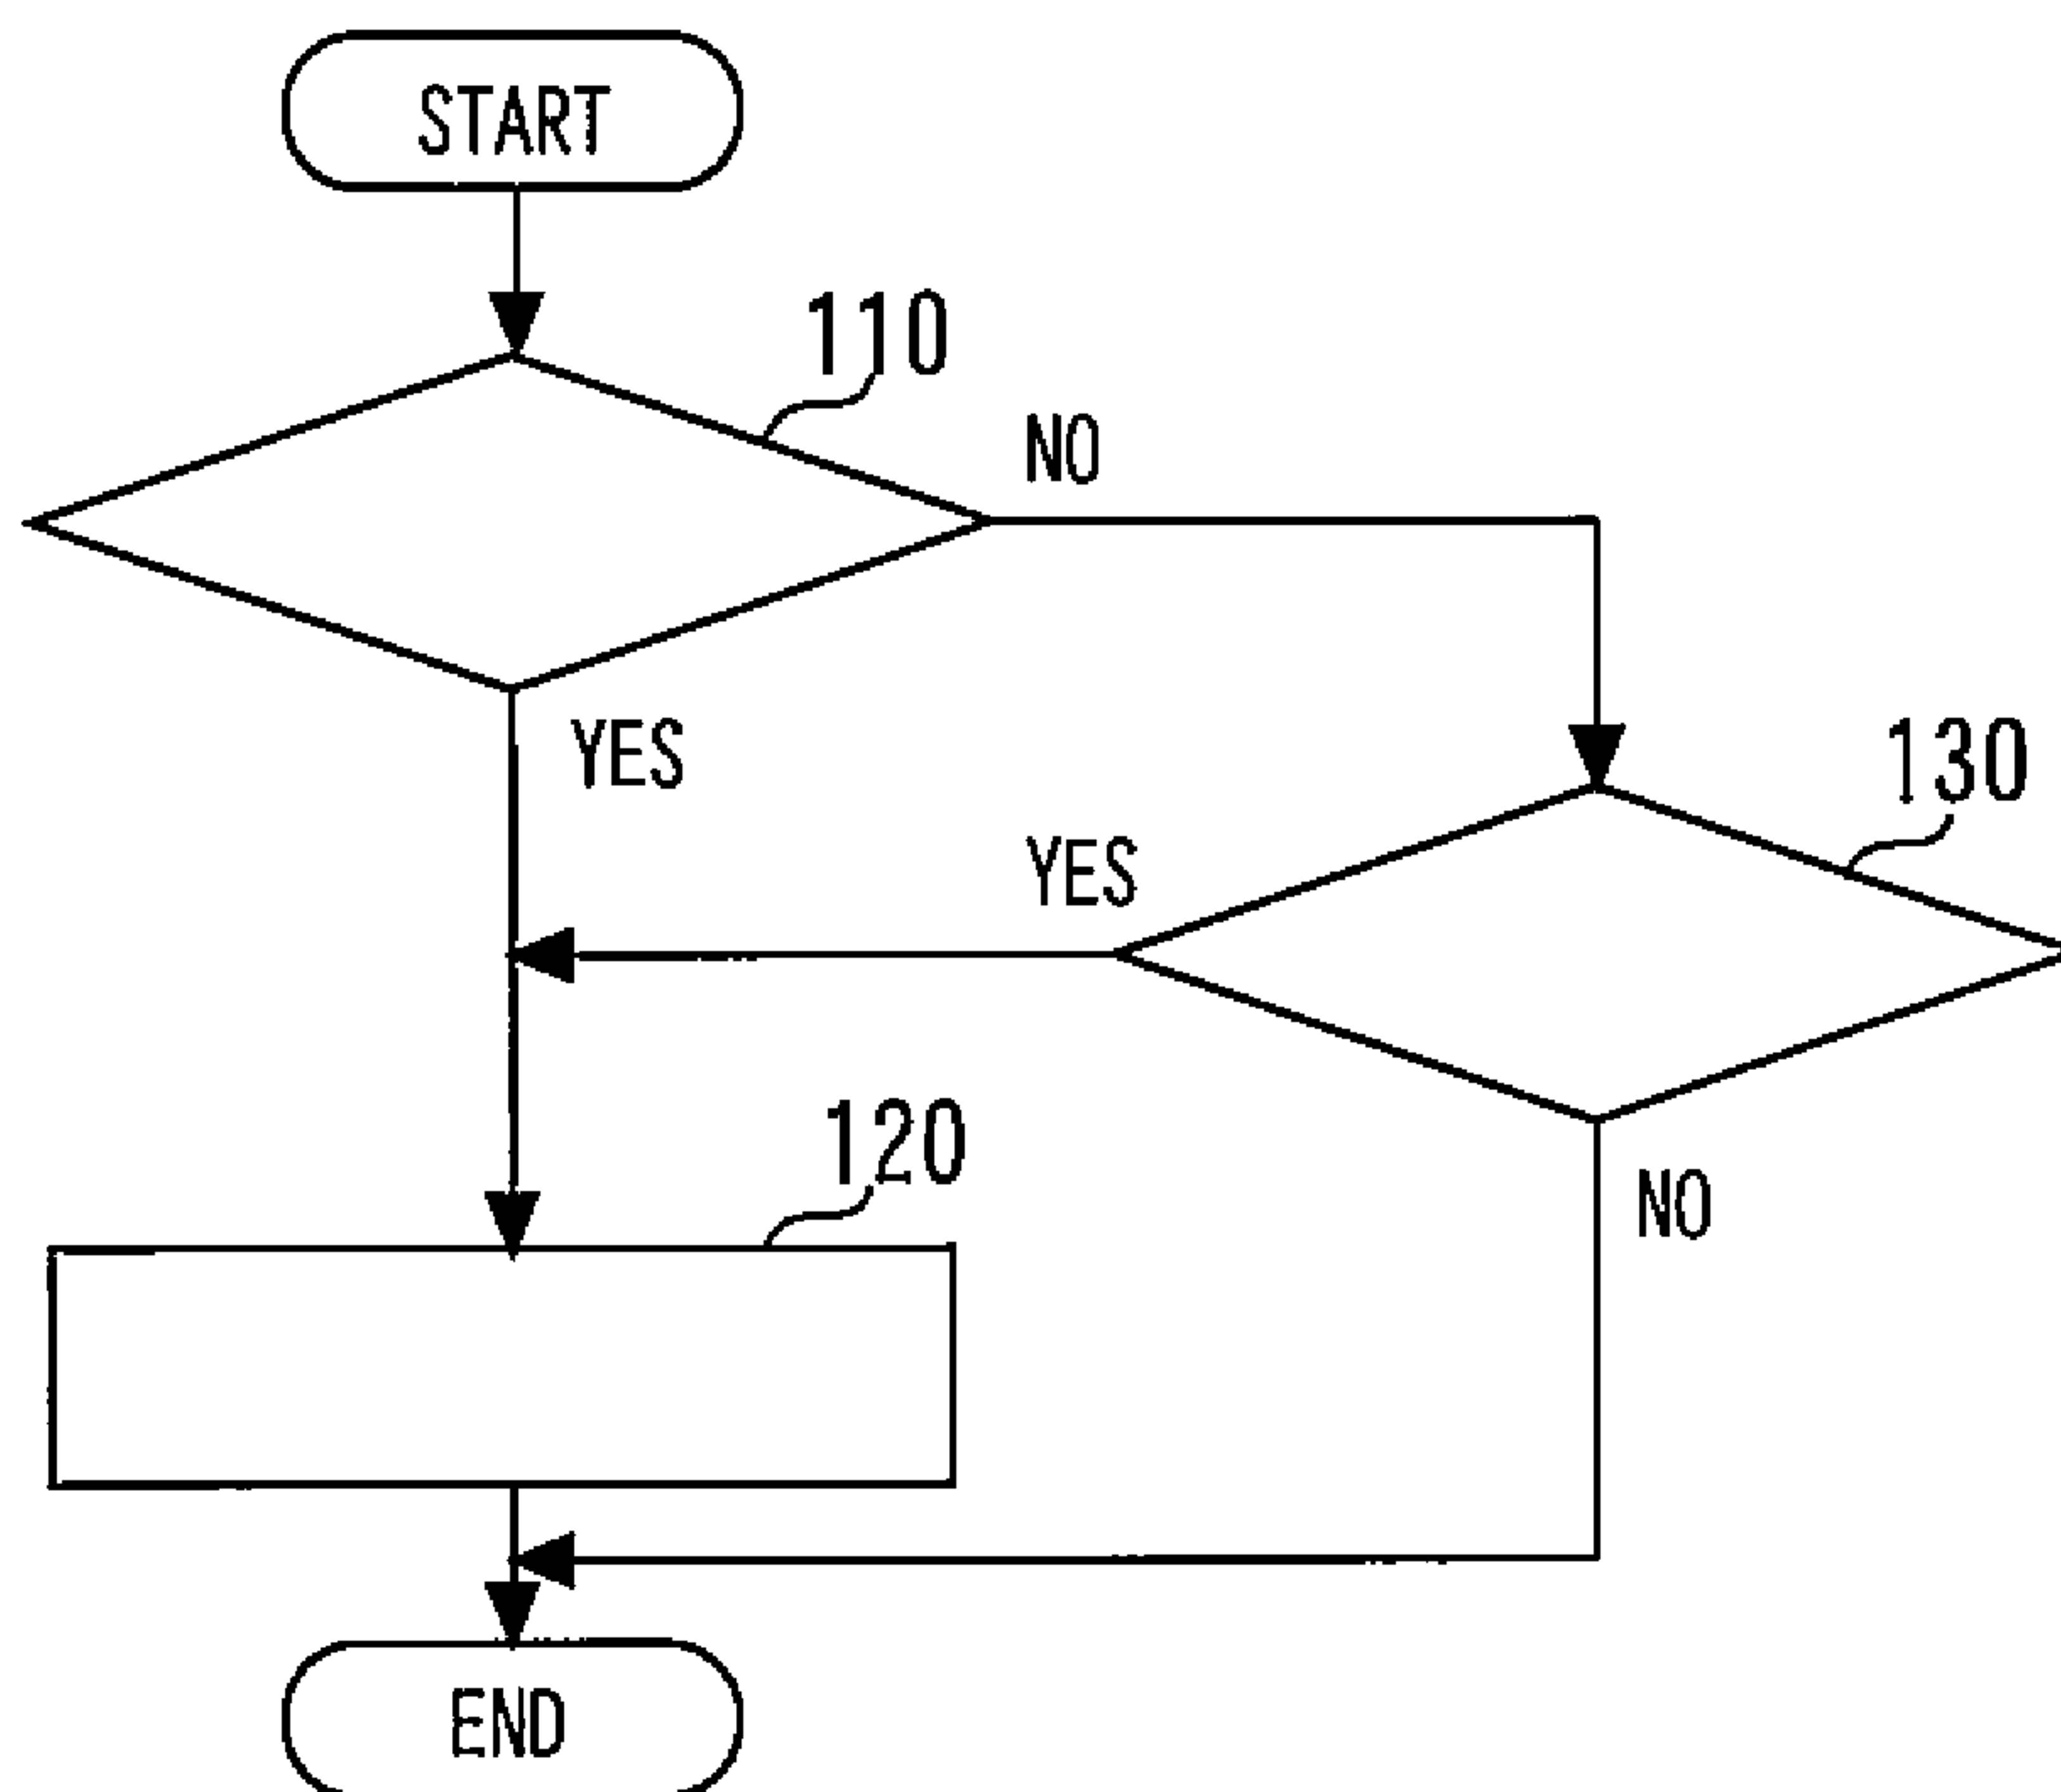 START
110
NO
YES
130
YES
120
NO
END